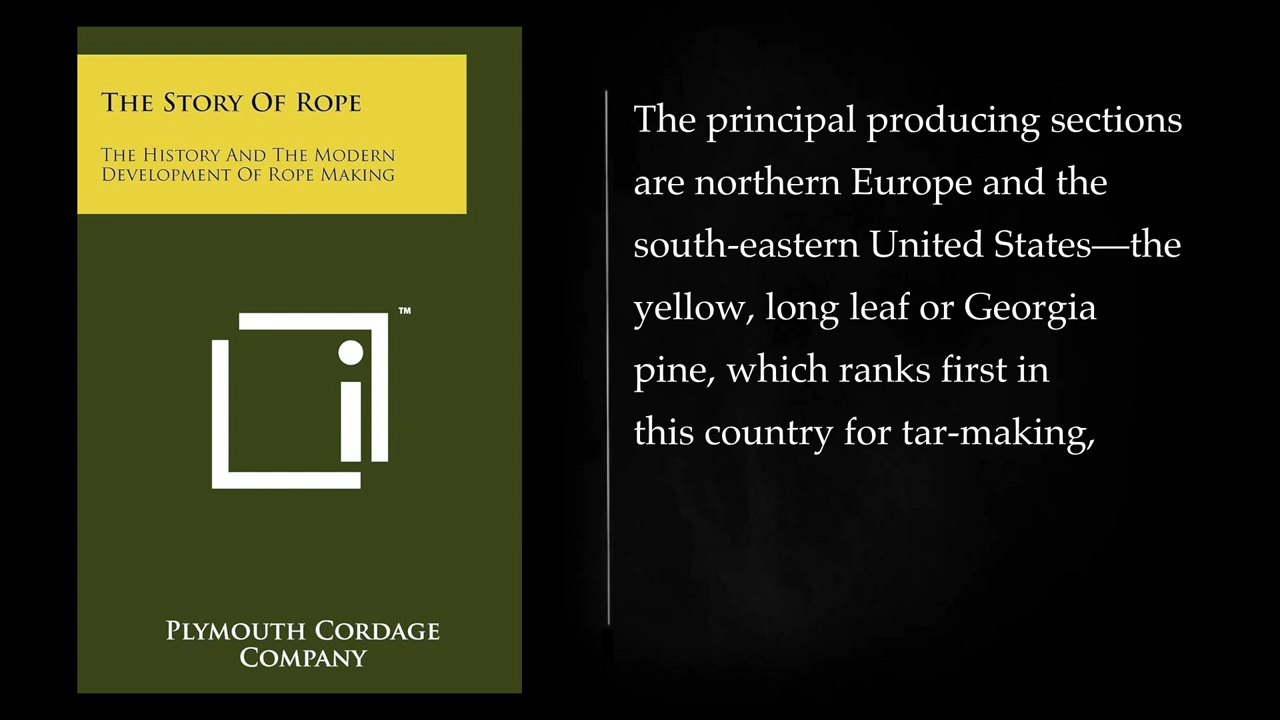 The Story Of Rope
The History And The Modern
Development Of Rope Making
™
Plymouth Cordage
Company
The principal producing sections
are northern Europe and the
south-eastern United States—the
yellow, long leaf or Georgia
pine, which ranks first in
this country for tar-making,